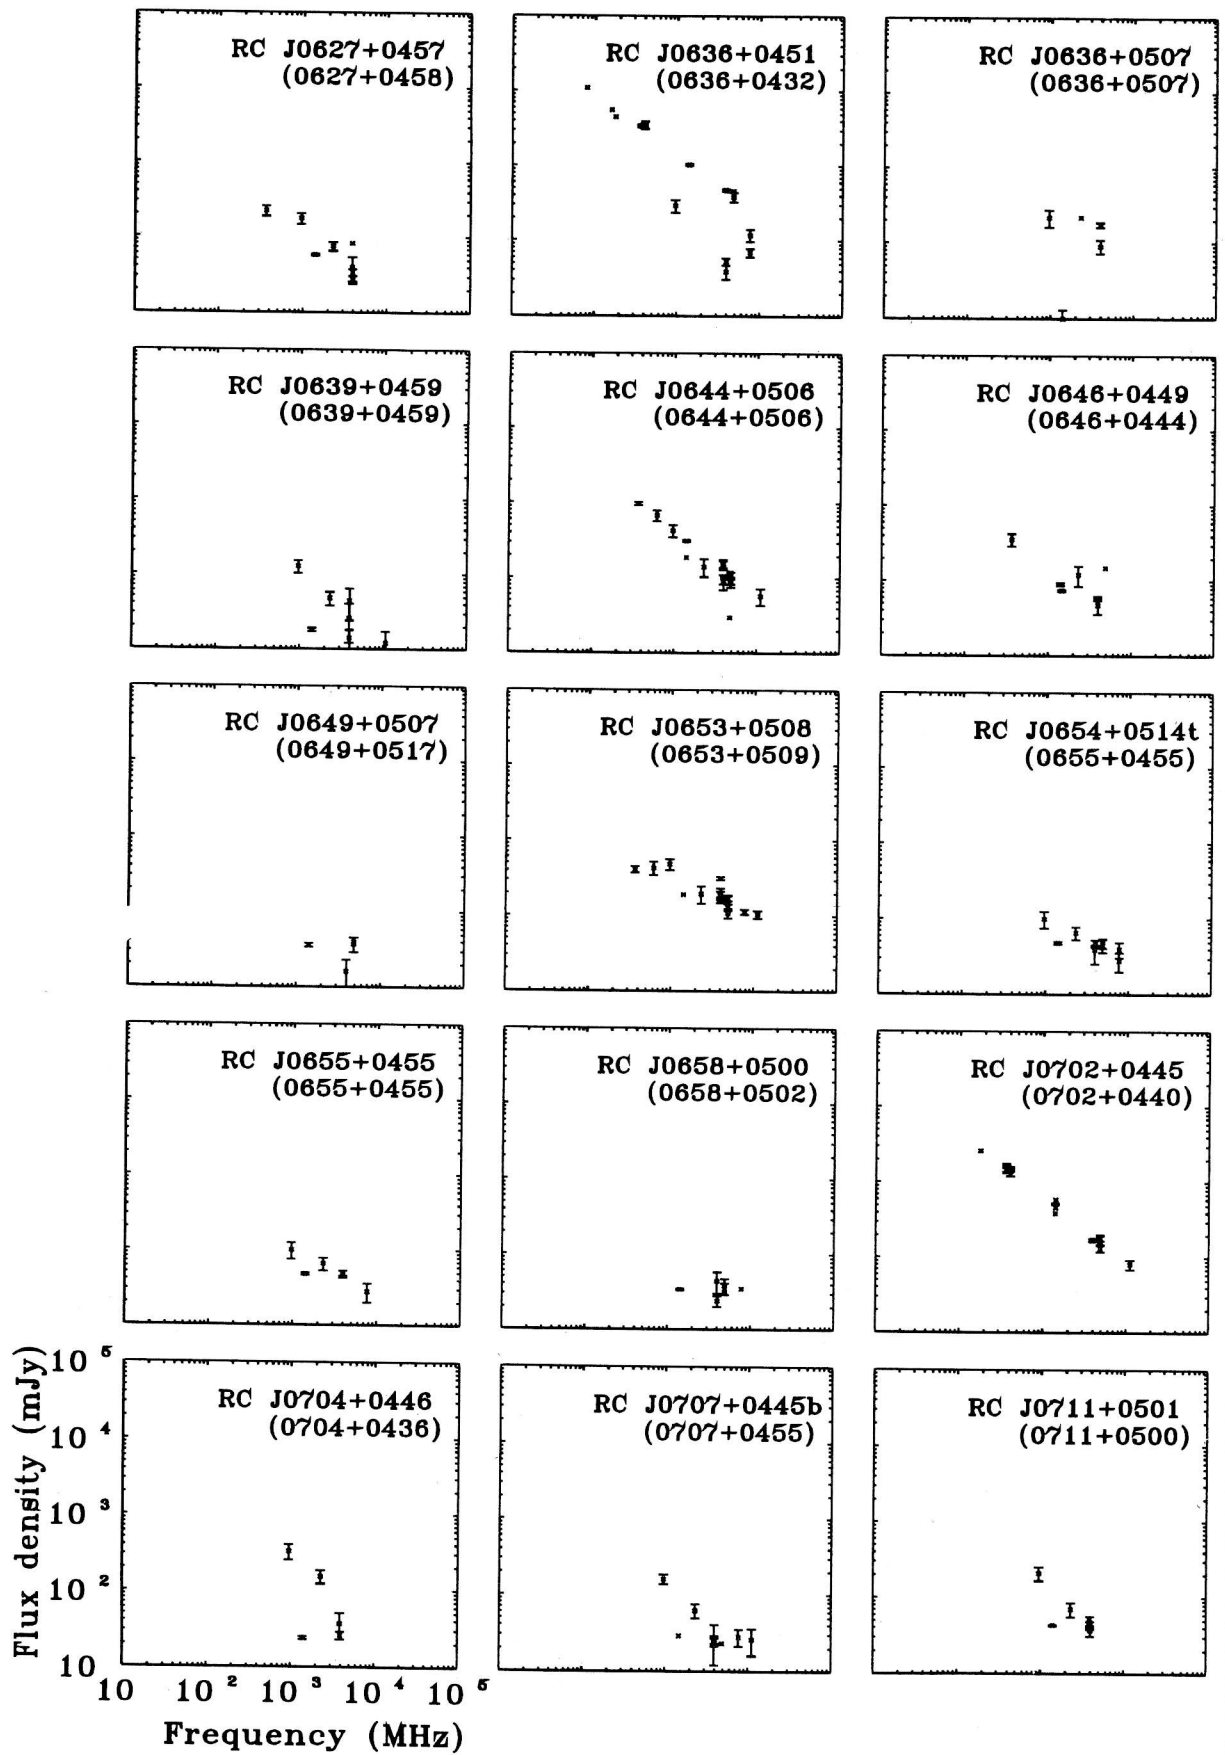 RC J0627+0457
(0627+0458)
RC J0636+0451
(0636+0432)
RC J0636+0507
(0636+0507)
RC J0639+0459
(0639+0459)
RC J0644+0506
(0644+0506)
RC J0646+0449
(0646+0444)
RC J0649+0507
(0649+0517)
RC J0653+0508
(0653+0509)
RC J0654+0514t
(0655+0455)
RC J0655+0455
(0655+0455)
RC J0658+0500
(0658+0502)
RC J0702+0445
(0702+0440)
RC J0704+0446
(0704+0436)
RC J0707+0445b
(0707+0455)
RC J0711+0501
(0711+0500)
Flux density (mJy)
10⁵
10⁴
10³
10²
10
10 10² 10³ 10⁴ 10⁵
Frequency (MHz)